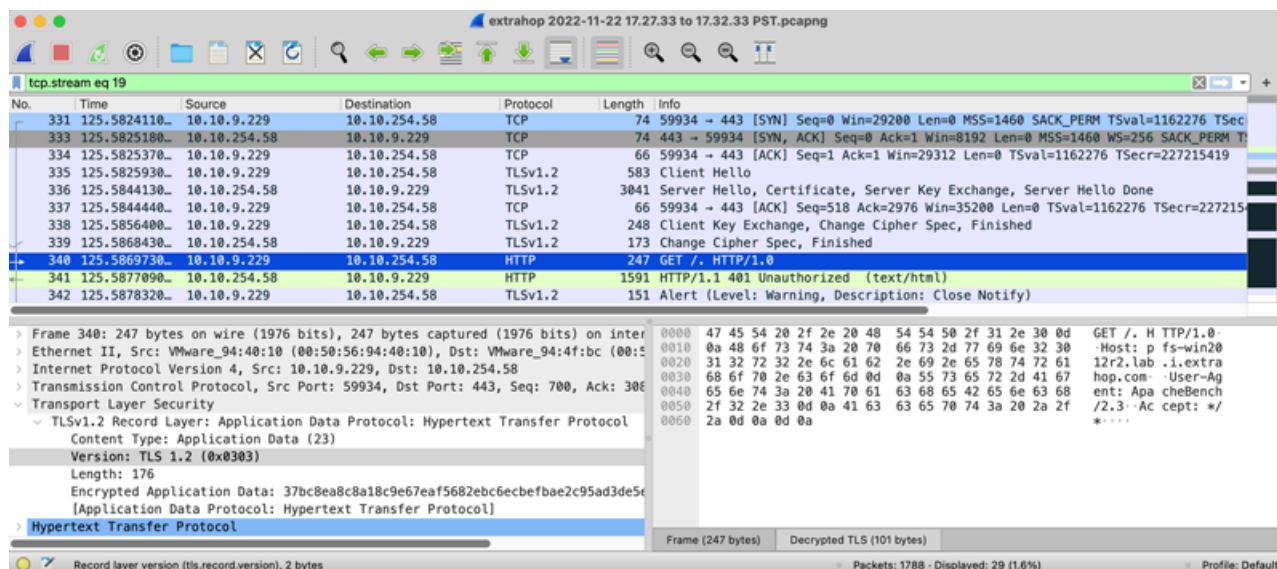 extrahop 2022-11-22 17.27.33 to 17.32.33 PST.pcapng
tcp.stream eq 19
No. Time Source Destination Protocol Length Info
331 125.5824110… 10.10.9.229 10.10.254.58 TCP 74 59934 → 443 [SYN] Seq=0 Win=29200 Len=0 MSS=1460 SACK_PERM TSval=1162276 TSec
333 125.5825180… 10.10.254.58 10.10.9.229 TCP 74 443 → 59934 [SYN, ACK] Seq=0 Ack=1 Win=8192 Len=0 MSS=1460 WS=256 SACK_PERM T
334 125.5825370… 10.10.9.229 10.10.254.58 TCP 66 59934 → 443 [ACK] Seq=1 Ack=1 Win=29312 Len=0 TSval=1162276 TSecr=227215419
335 125.5825930… 10.10.9.229 10.10.254.58 TLSv1.2 583 Client Hello
336 125.5844130… 10.10.254.58 10.10.9.229 TLSv1.2 3041 Server Hello, Certificate, Server Key Exchange, Server Hello Done
337 125.5844440… 10.10.9.229 10.10.254.58 TCP 66 59934 → 443 [ACK] Seq=518 Ack=2976 Win=35200 Len=0 TSval=1162276 TSecr=2272154
338 125.5856400… 10.10.9.229 10.10.254.58 TLSv1.2 248 Client Key Exchange, Change Cipher Spec, Finished
339 125.5868430… 10.10.254.58 10.10.9.229 TLSv1.2 173 Change Cipher Spec, Finished
340 125.5869730… 10.10.9.229 10.10.254.58 HTTP 247 GET /. HTTP/1.0
341 125.5877090… 10.10.254.58 10.10.9.229 HTTP 1591 HTTP/1.1 401 Unauthorized (text/html)
342 125.5878320… 10.10.9.229 10.10.254.58 TLSv1.2 151 Alert (Level: Warning, Description: Close Notify)
Frame 340: 247 bytes on wire (1976 bits), 247 bytes captured (1976 bits) on inter
Ethernet II, Src: VMware_94:40:10 (00:50:56:94:40:10), Dst: VMware_94:4f:bc (00:5
Internet Protocol Version 4, Src: 10.10.9.229, Dst: 10.10.254.58
Transmission Control Protocol, Src Port: 59934, Dst Port: 443, Seq: 700, Ack: 308
Transport Layer Security
TLSv1.2 Record Layer: Application Data Protocol: Hypertext Transfer Protocol
Content Type: Application Data (23)
Version: TLS 1.2 (0x0303)
Length: 176
Encrypted Application Data: 37bc8ea8c8a18c9e67eaf5682ebc6ecbefbae2c95ad3de5e
[Application Data Protocol: Hypertext Transfer Protocol]
Hypertext Transfer Protocol
0000 47 45 54 20 2f 2e 20 48 54 54 50 2f 31 2e 30 0d GET /. H TTP/1.0·
0010 0a 48 6f 73 74 3a 20 70 66 73 2d 77 69 6e 32 30 ·Host: p fs-win20
0020 31 32 72 32 2e 6c 61 62 2e 69 2e 65 78 74 72 61 12r2.lab .i.extra
0030 68 6f 70 2e 63 6f 6d 0d 0a 55 73 65 72 2d 41 67 hop.com· ·User-Ag
0040 65 6e 74 3a 20 41 70 61 63 68 65 42 65 6e 63 68 ent: Apa cheBench
0050 2f 32 2e 33 0d 0a 41 63 63 65 70 74 3a 20 2a 2f /2.3··Ac cept: */
0060 2a 0d 0a 0d 0a *····
Frame (247 bytes) Decrypted TLS (101 bytes)
Record layer version (tls.record.version), 2 bytes Packets: 1788 · Displayed: 29 (1.6%) Profile: Default